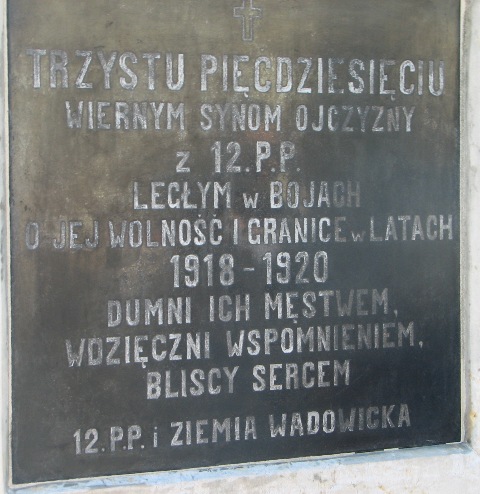 TRZYSTU PIĘĆDZIESIĘCIU
WIERNYM SYNOM OJCZYZNY
z 12.P.P.
LEGŁYM w BOJACH
O JEJ WOLNOŚĆ I GRANICE w LATACH
1918 - 1920
DUMNI ICH MĘSTWEM,
WDZIĘCZNI WSPOMNIENIEM,
BLISCY SERCEM
12.P.P. i ZIEMIA WADOWICKA